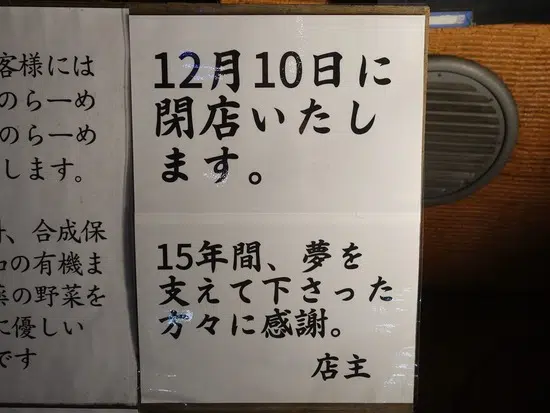 客様には
のらーめ
のらーめ
します。
、合成保
の有機ま
の野菜を
に優しい
です
12月10日に
閉店いたし
ます。
15年間、夢を
支えて下さった
方々に感謝。
店主